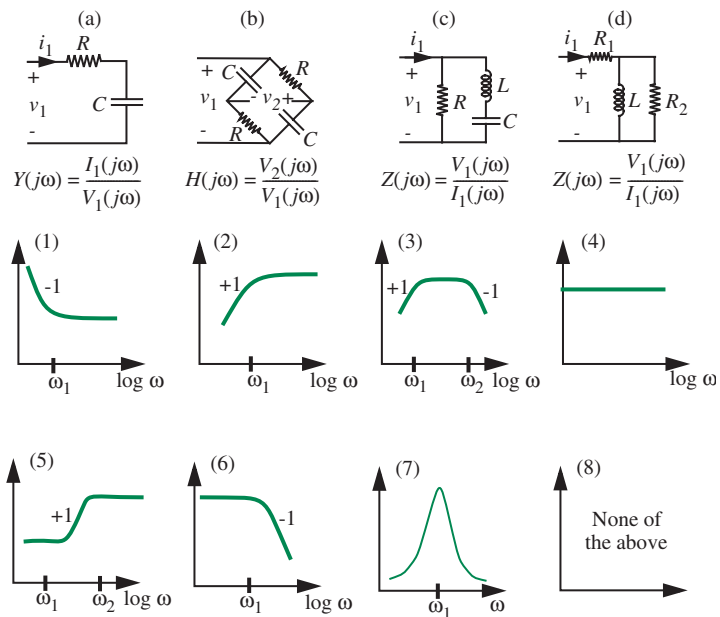 (a) (b) (c) (d)
i₁ R
+
v₁ C
-
+ C R
v₁ - v₂ +
- R C
i₁
+ L
v₁ R
- C
i₁ R₁
+
v₁ L R₂
-
Y(jω) = I₁(jω) / V₁(jω)
H(jω) = V₂(jω) / V₁(jω)
Z(jω) = V₁(jω) / I₁(jω)
Z(jω) = V₁(jω) / I₁(jω)
(1) -1
ω₁ log ω
(2) +1
ω₁ log ω
(3) +1 -1
ω₁ ω₂ log ω
(4)
log ω
(5) +1
ω₁ ω₂ log ω
(6) -1
ω₁ log ω
(7)
ω₁ ω
(8)
None of
the above